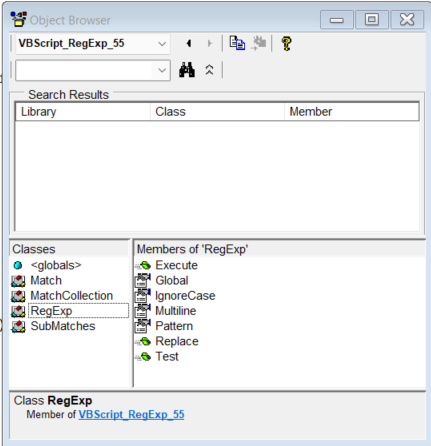 Object Browser
VBScript_RegExp_55
Search Results
Library Class Member
Classes
<globals>
Match
MatchCollection
RegExp
SubMatches
Members of 'RegExp'
Execute
Global
IgnoreCase
Multiline
Pattern
Replace
Test
Class RegExp
Member of VBScript_RegExp_55